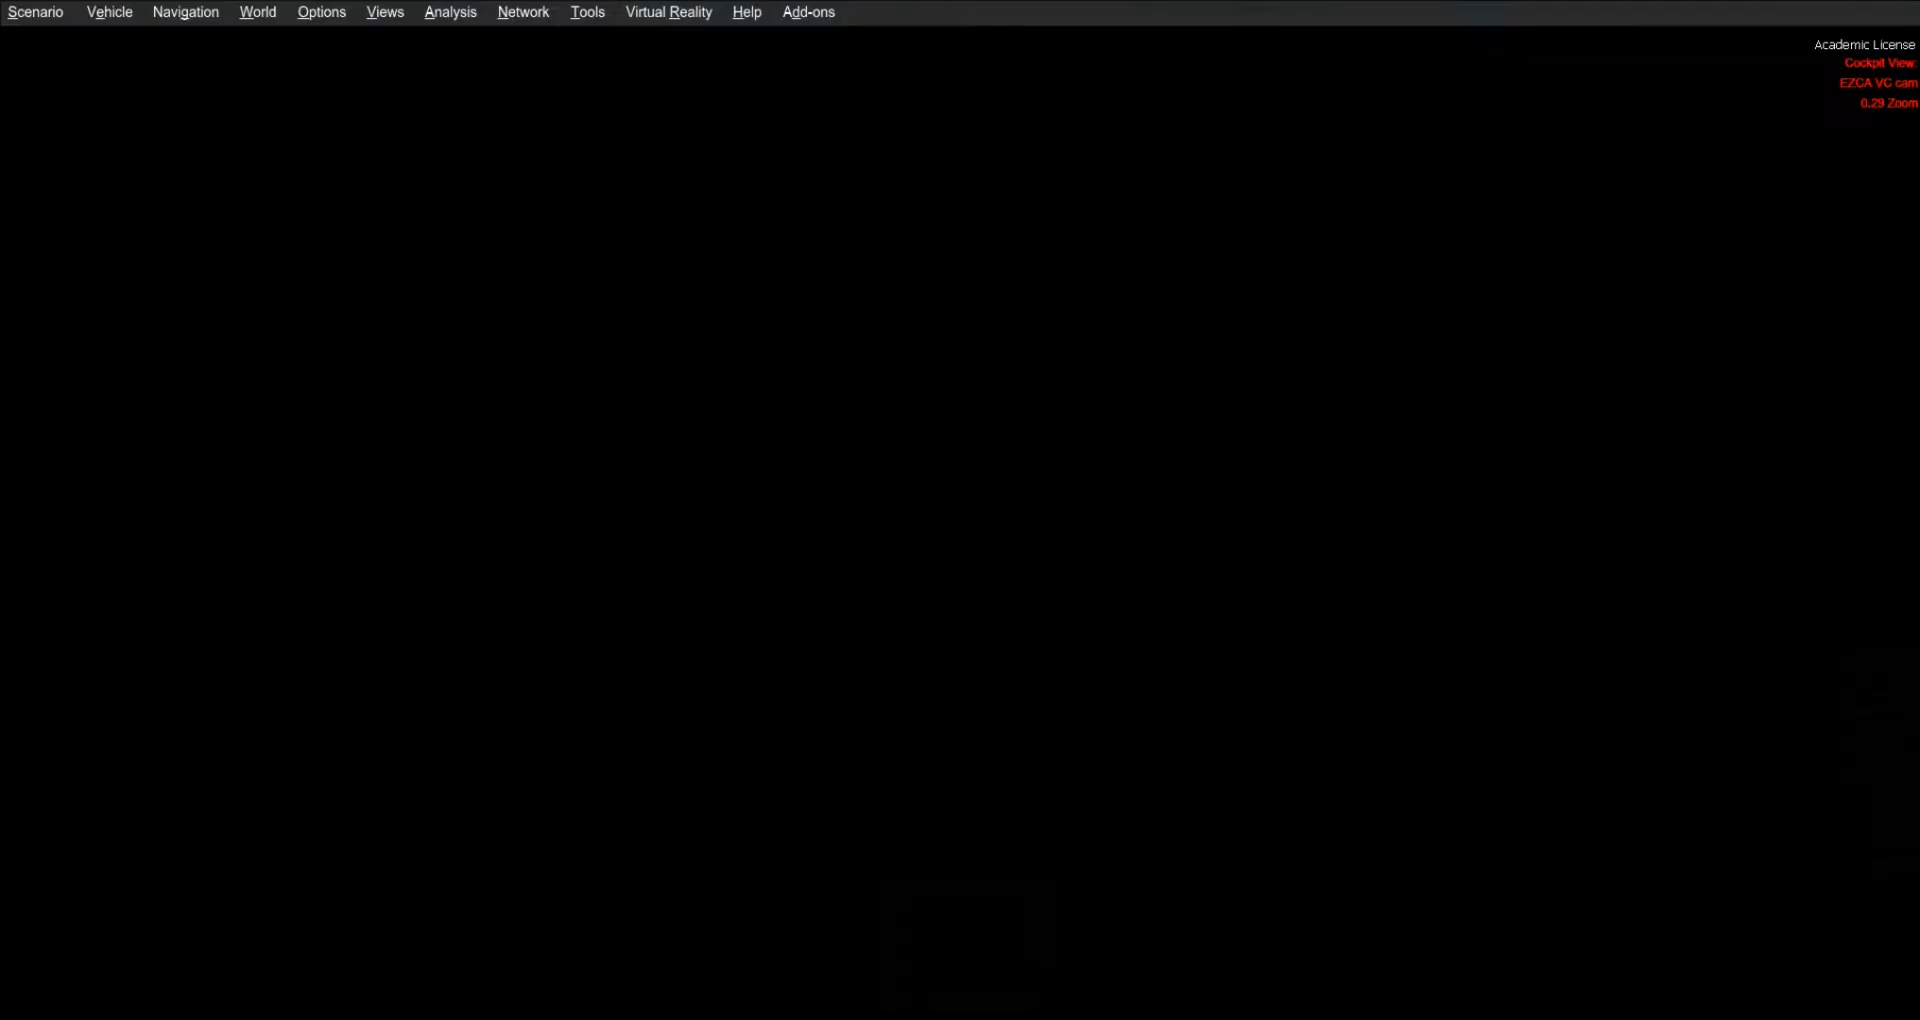 Scenario Vehicle Navigation World Options Views Analysis Network Tools Virtual Reality Help Add-ons
Academic License
Cockpit View:
EZCA VC cam
0.29 Zoom